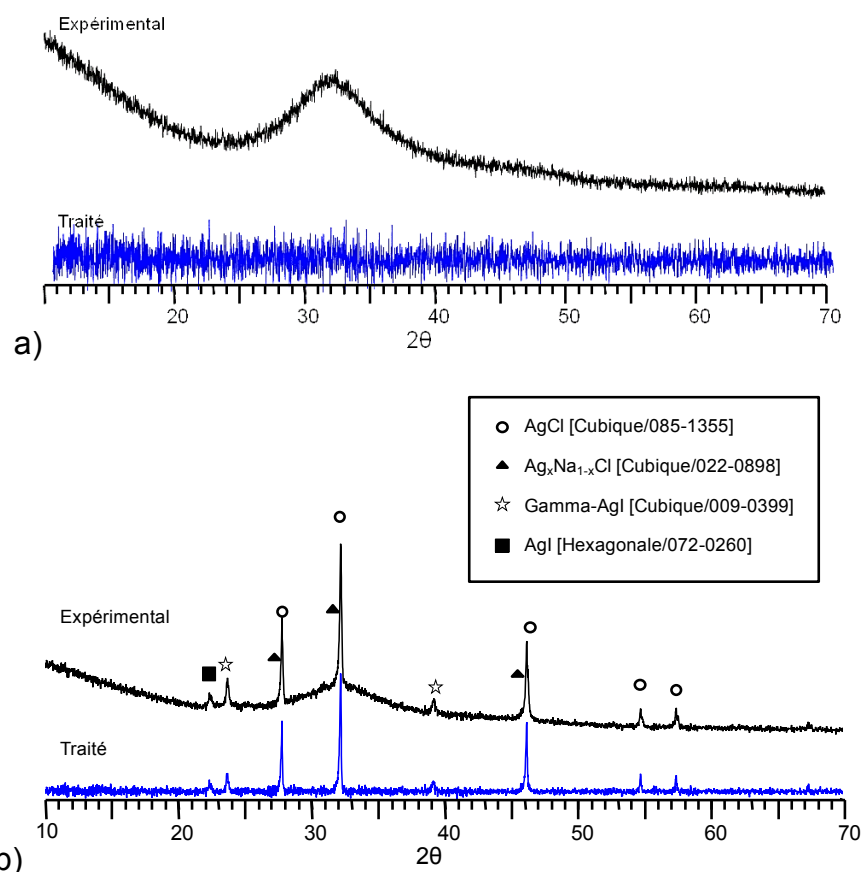 Expérimental
Traité
20 30 40 50 60 70
2θ
a)
AgCl [Cubique/085-1355]
AgxNa1-xCl [Cubique/022-0898]
Gamma-AgI [Cubique/009-0399]
AgI [Hexagonale/072-0260]
Expérimental
Traité
10 20 30 40 50 60 70
2θ
b)